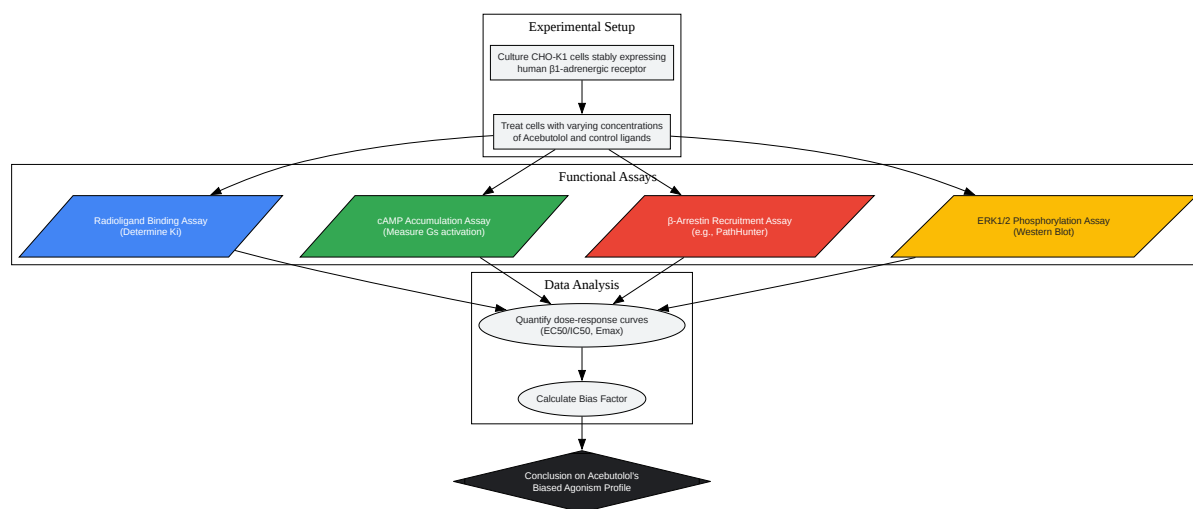 Experimental Setup
Culture CHO-K1 cells stably expressing
human β1-adrenergic receptor
Treat cells with varying concentrations
of Acebutolol and control ligands
Functional Assays
Radioligand Binding Assay
(Determine Ki)
cAMP Accumulation Assay
(Measure Gs activation)
β-Arrestin Recruitment Assay
(e.g., PathHunter)
ERK1/2 Phosphorylation Assay
(Western Blot)
Data Analysis
Quantify dose-response curves
(EC50/IC50, Emax)
Calculate Bias Factor
Conclusion on Acebutolol's
Biased Agonism Profile